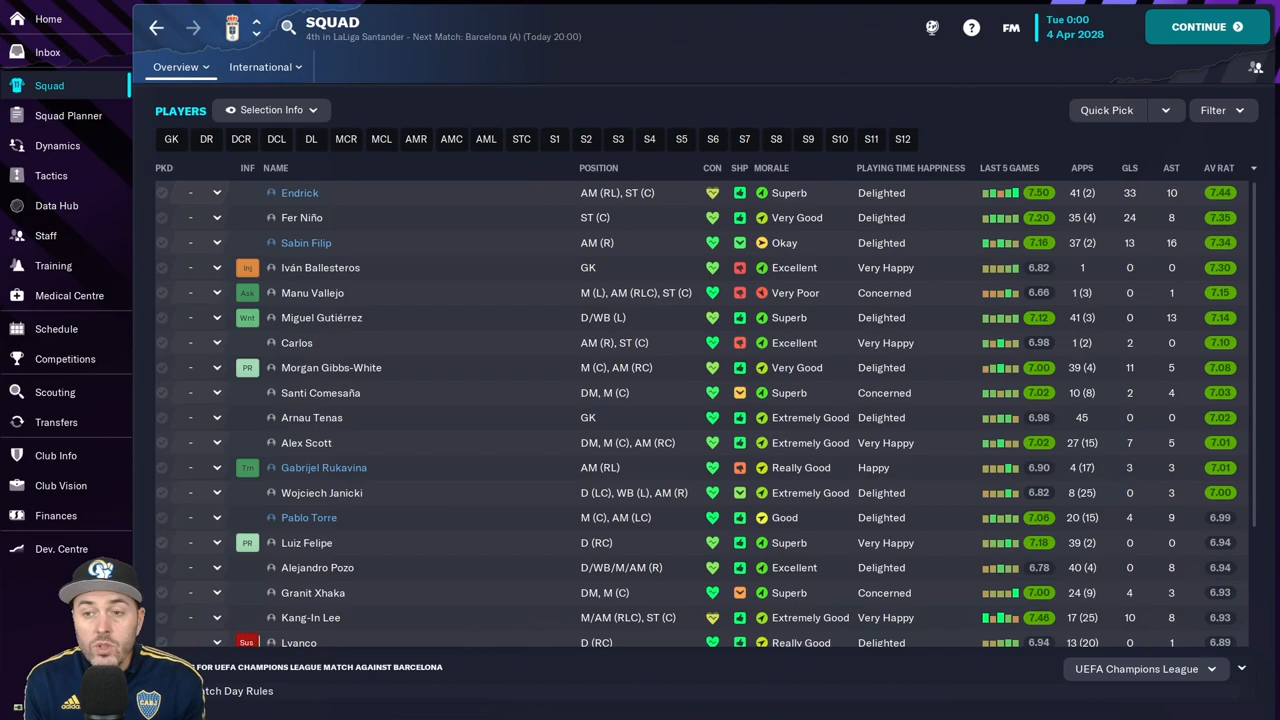 Home
Inbox
Squad
Squad Planner
Dynamics
Tactics
Data Hub
Staff
Training
Medical Centre
Schedule
Competitions
Scouting
Transfers
Club Info
Club Vision
Finances
Dev. Centre
SQUAD
4th in LaLiga Santander - Next Match: Barcelona (A) (Today 20:00)
FM
Tue 0:00
4 Apr 2028
CONTINUE
Overview International
PLAYERS Selection Info Quick Pick Filter
GK DR DCR DCL DL MCR MCL AMR AMC AML STC S1 S2 S3 S4 S5 S6 S7 S8 S9 S10 S11 S12
PKD INF NAME POSITION CON SHP MORALE PLAYING TIME HAPPINESS LAST 5 GAMES APPS GLS AST AV RAT
- Endrick AM (RL), ST (C) Superb Delighted 7.50 41 (2) 33 10 7.44
- Fer Niño ST (C) Very Good Delighted 7.20 35 (4) 24 8 7.35
- Sabin Filip AM (R) Okay Delighted 7.16 37 (2) 13 16 7.34
- Inj Iván Ballesteros GK Excellent Very Happy 6.82 1 0 0 7.30
- Ask Manu Vallejo M (L), AM (RLC), ST (C) Very Poor Concerned 6.66 1 (3) 0 1 7.15
- Wnt Miguel Gutiérrez D/WB (L) Superb Delighted 7.12 41 (3) 0 13 7.14
- Carlos AM (R), ST (C) Excellent Very Happy 6.98 1 (2) 2 0 7.10
- PR Morgan Gibbs-White M (C), AM (RC) Very Good Delighted 7.00 39 (4) 11 5 7.08
- Santi Comesaña DM, M (C) Superb Concerned 7.02 10 (8) 2 4 7.03
- Arnau Tenas GK Extremely Good Delighted 6.98 45 0 0 7.02
- Alex Scott DM, M (C), AM (RC) Extremely Good Very Happy 7.02 27 (15) 7 5 7.01
- Trn Gabrijel Rukavina AM (RL) Really Good Happy 6.90 4 (17) 3 3 7.01
- Wojciech Janicki D (LC), WB (L), AM (R) Extremely Good Delighted 6.82 8 (25) 0 3 7.00
- Pablo Torre M (C), AM (LC) Good Delighted 7.06 20 (15) 4 9 6.99
- PR Luiz Felipe D (RC) Superb Very Happy 7.18 39 (2) 0 0 6.94
- Alejandro Pozo D/WB/M/AM (R) Excellent Delighted 6.78 40 (4) 0 8 6.94
- Granit Xhaka DM, M (C) Superb Concerned 7.00 24 (9) 4 3 6.93
- Kang-In Lee M/AM (RLC), ST (C) Extremely Good Very Happy 7.46 17 (25) 10 8 6.93
- Sus Lyanco D (RC) Really Good Delighted 6.94 13 (20) 0 1 6.89
FOR UEFA CHAMPIONS LEAGUE MATCH AGAINST BARCELONA UEFA Champions League
Day Rules